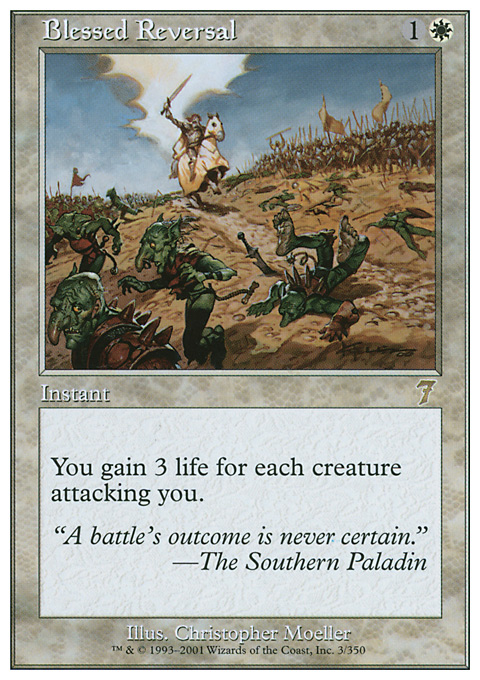 Blessed Reversal 1
Instant 7
You gain 3 life for each creature
attacking you.
“A battle’s outcome is never certain.”
—The Southern Paladin
Illus. Christopher Moeller
™ & © 1993–2001 Wizards of the Coast, Inc. 3/350